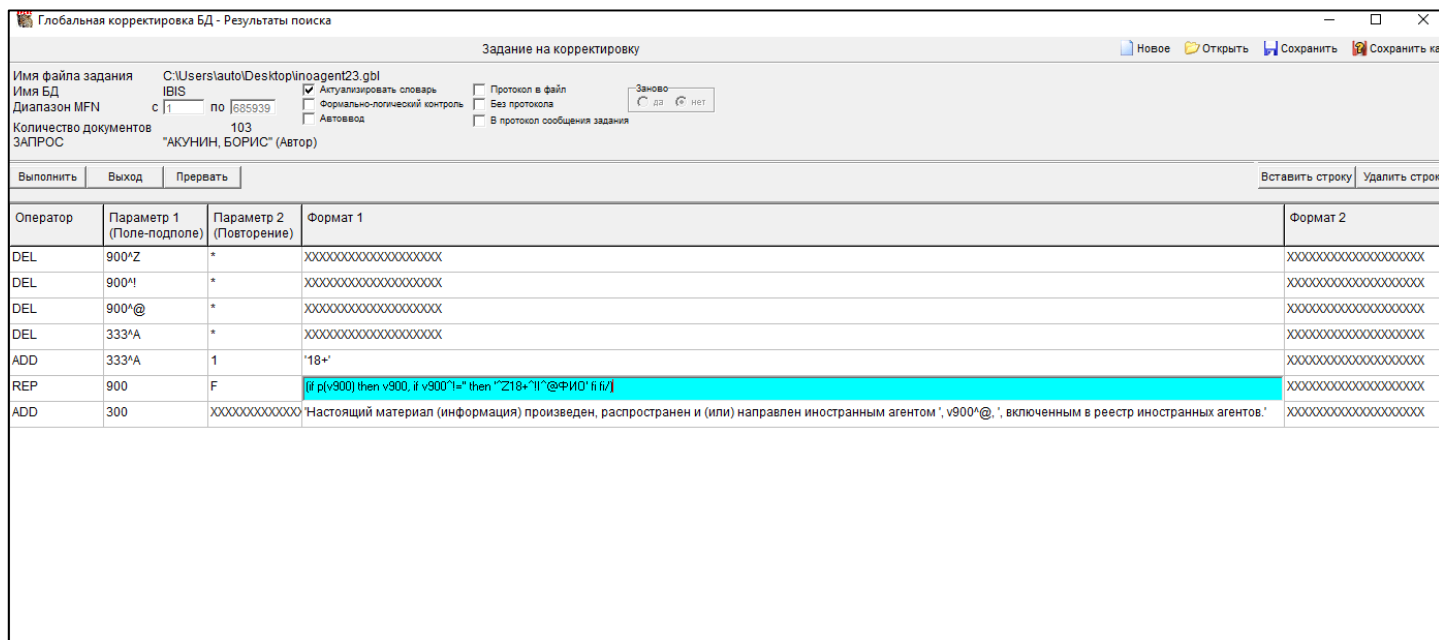 Глобальная корректировка БД - Результаты поиска
Задание на корректировку Новое Открыть Сохранить Сохранить ка
Имя файла задания C:\Users\auto\Desktop\inoagent23.gbl
Имя БД IBIS Актуализировать словарь Протокол в файл Заново
Диапазон MFN с 1 по 685939 Формально-логический контроль Без протокола да нет
Автоввод В протокол сообщения задания
Количество документов 103
ЗАПРОС "АКУНИН, БОРИС" (Автор)
Выполнить Выход Прервать Вставить строку Удалить строк
Оператор Параметр 1 (Поле-подполе) Параметр 2 (Повторение) Формат 1 Формат 2
DEL 900^Z * XXXXXXXXXXXXXXXXXXX XXXXXXXXXXXXXXXXXXX
DEL 900^! * XXXXXXXXXXXXXXXXXXX XXXXXXXXXXXXXXXXXXX
DEL 900^@ * XXXXXXXXXXXXXXXXXXX XXXXXXXXXXXXXXXXXXX
DEL 333^A * XXXXXXXXXXXXXXXXXXX XXXXXXXXXXXXXXXXXXX
ADD 333^A 1 '18+' XXXXXXXXXXXXXXXXXXX
REP 900 F (if p(v900) then v900, if v900^!='' then '^Z18+^!I^@ФИО' fi fi/) XXXXXXXXXXXXXXXXXXX
ADD 300 XXXXXXXXXXXXX 'Настоящий материал (информация) произведен, распространен и (или) направлен иностранным агентом ', v900^@, ', включенным в реестр иностранных агентов.' XXXXXXXXXXXXXXXXXXX